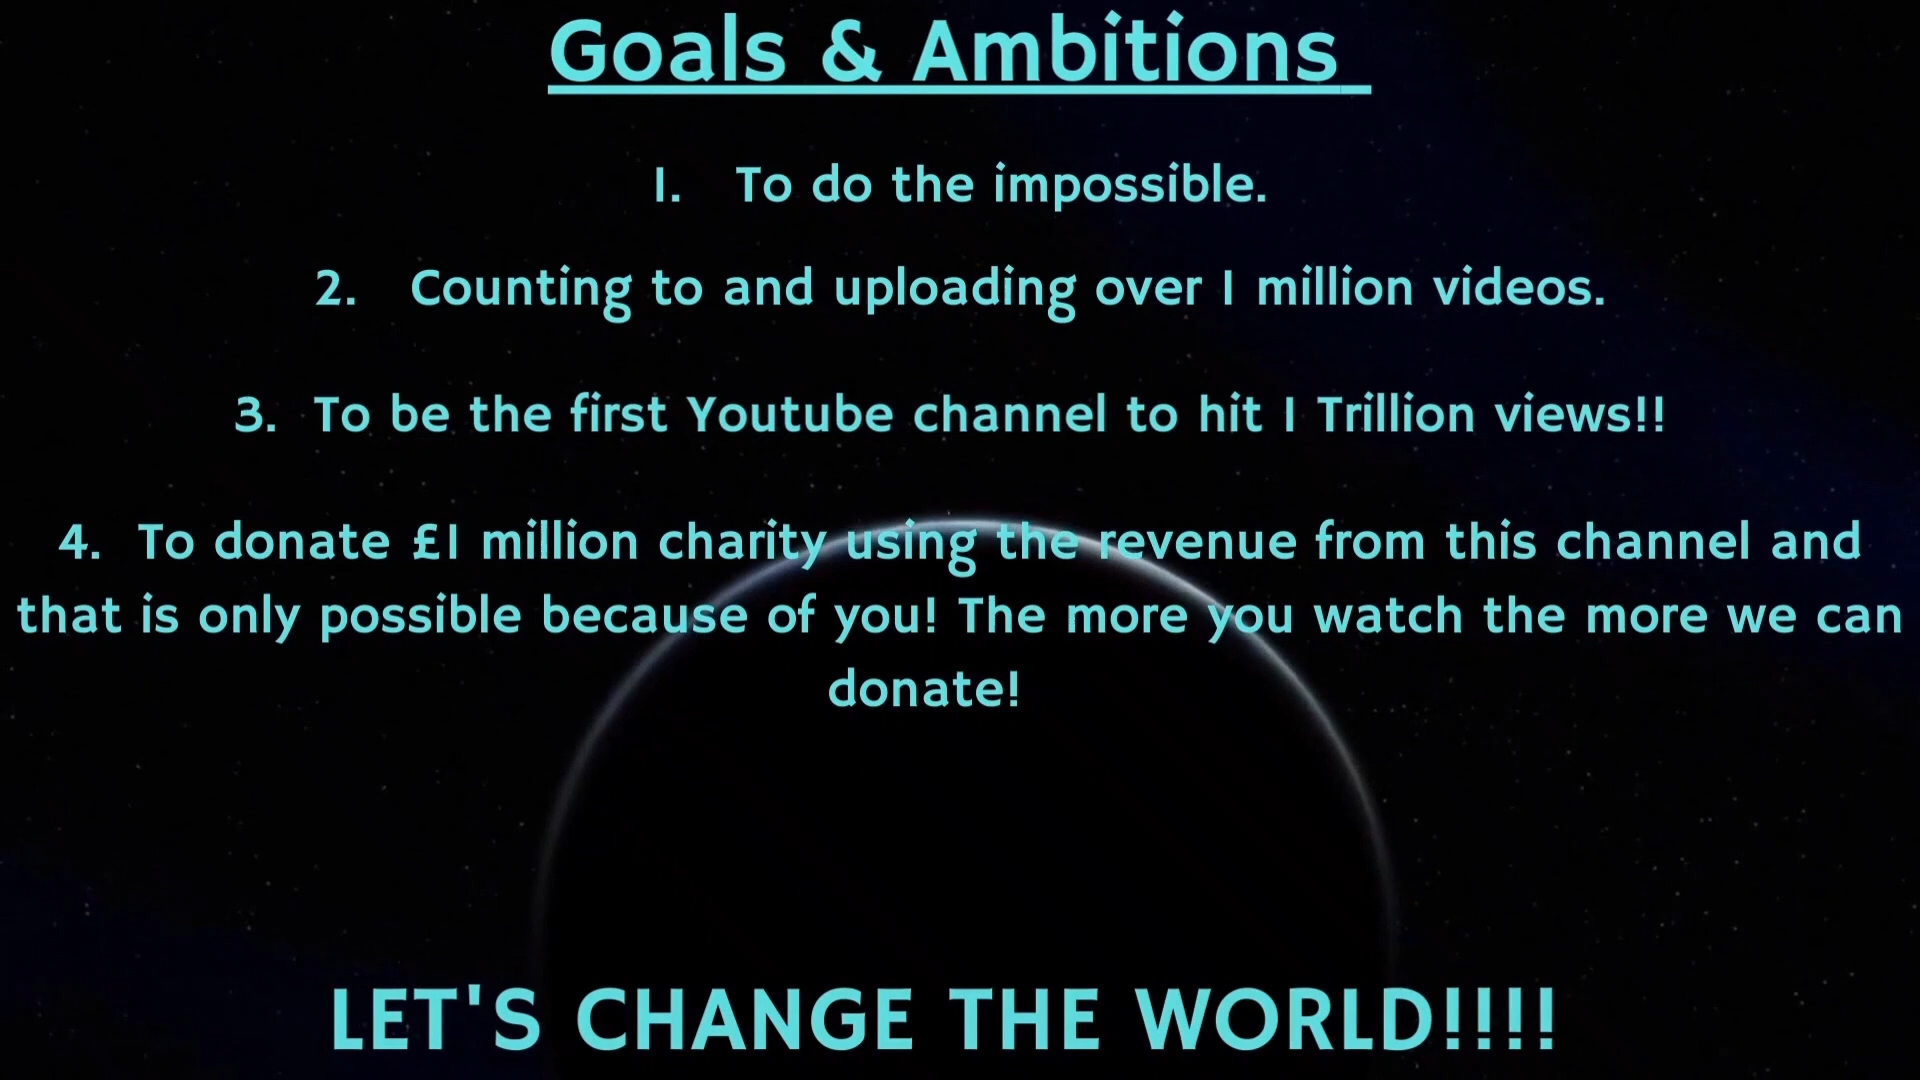 Goals & Ambitions
1. To do the impossible.
2. Counting to and uploading over 1 million videos.
3. To be the first Youtube channel to hit 1 Trillion views!!
4. To donate £1 million charity using the revenue from this channel and
that is only possible because of you! The more you watch the more we can
donate!
LET'S CHANGE THE WORLD!!!!